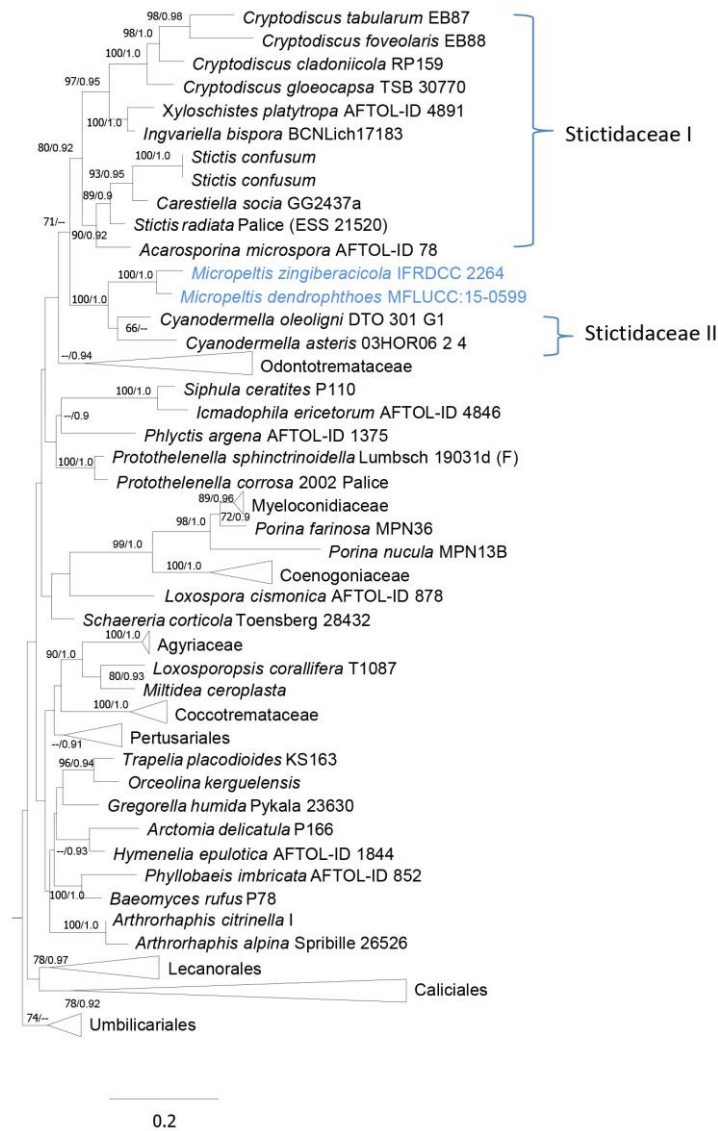 98/0.98
Cryptodiscus tabularum EB87
98/1.0
Cryptodiscus foveolaris EB88
100/1.0
Cryptodiscus cladoniicola RP159
97/0.95
Cryptodiscus gloeocapsa TSB 30770
Xyloschistes platytropa AFTOL-ID 4891
100/1.0
Ingvariella bispora BCNLich17183
Stictidaceae I
80/0.92
100/1.0
Stictis confusum
93/0.95
Stictis confusum
89/0.9
Carestiella socia GG2437a
71/--
Stictis radiata Palice (ESS 21520)
90/0.92
Acarosporina microspora AFTOL-ID 78
100/1.0
Micropeltis zingiberacicola IFRDCC 2264
100/1.0
Micropeltis dendrophthoes MFLUCC:15-0599
Cyanodermella oleoligni DTO 301 G1
66/--
Stictidaceae II
Cyanodermella asteris 03HOR06 2 4
--/0.94
Odontotremataceae
100/1.0
Siphula ceratites P110
--/0.9
Icmadophila ericetorum AFTOL-ID 4846
Phlyctis argena AFTOL-ID 1375
100/1.0
Protothelenella sphinctrinoidella Lumbsch 19031d (F)
Protothelenella corrosa 2002 Palice
89/0.96
Myeloconidiaceae
72/0.9
98/1.0
Porina farinosa MPN36
99/1.0
Porina nucula MPN13B
100/1.0
Coenogoniaceae
Loxospora cismonica AFTOL-ID 878
Schaereria corticola Toensberg 28432
100/1.0
Agyriaceae
90/1.0
Loxosporopsis corallifera T1087
80/0.93
Miltidea ceroplasta
100/1.0
Coccotremataceae
Pertusariales
--/0.91
Trapelia placodioides KS163
96/0.94
Orceolina kerguelensis
Gregorella humida Pykala 23630
Arctomia delicatula P166
--/0.93
Hymenelia epulotica AFTOL-ID 1844
Phyllobaeis imbricata AFTOL-ID 852
100/1.0
Baeomyces rufus P78
Arthrorhaphis citrinella I
100/1.0
Arthrorhaphis alpina Spribille 26526
78/0.97
Lecanorales
Caliciales
78/0.92
74/--
Umbilicariales
0.2